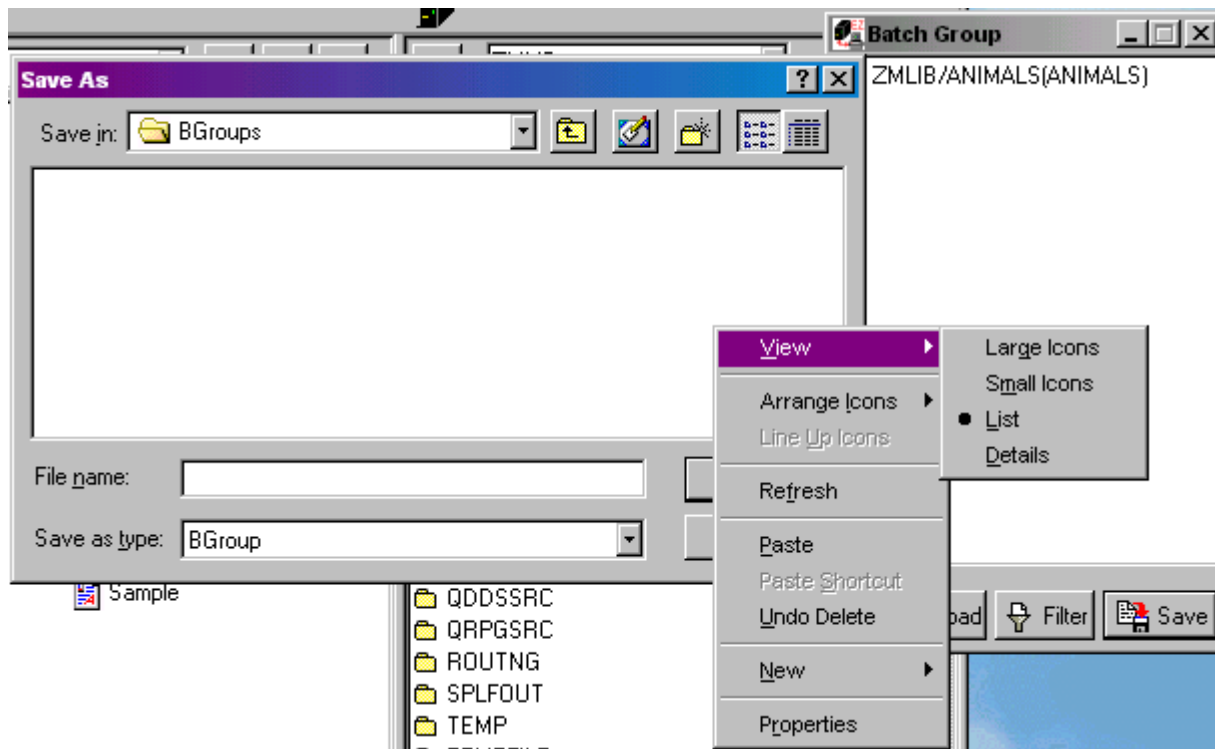 Batch Group
ZMLIB/ANIMALS(ANIMALS)
Save As
Save in: BGroups
File name:
Save as type: BGroup
View
Arrange Icons
Line Up Icons
Refresh
Paste
Paste Shortcut
Undo Delete
New
Properties
Large Icons
Small Icons
List
Details
Sample
QDDSSRC
QRPGSRC
ROUTNG
SPLFOUT
TEMP
Filter
Save